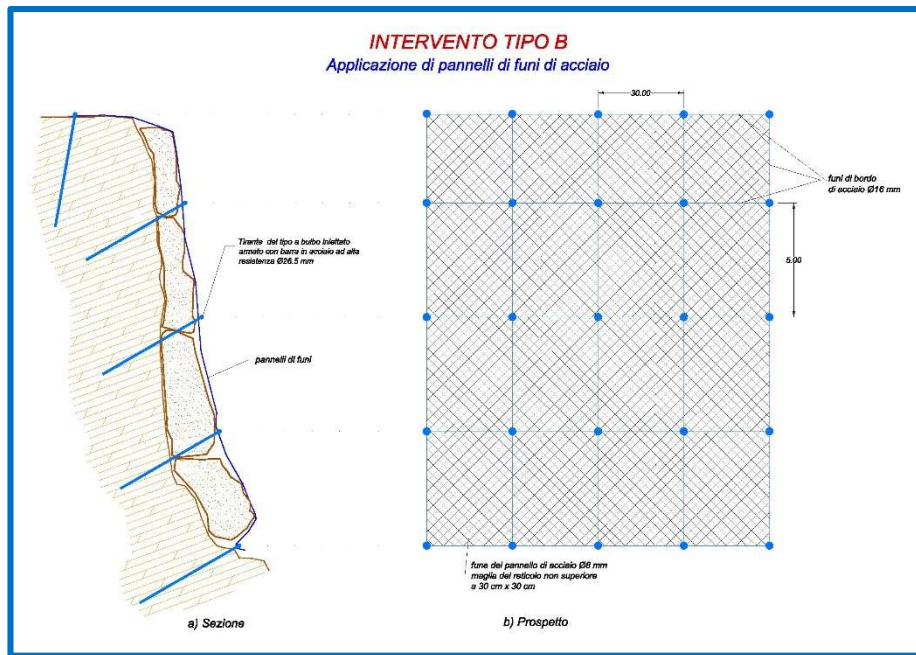 INTERVENTO TIPO B
Applicazione di pannelli di funi di acciaio
30.00
funi di bordo
di acciaio Ø16 mm
Tirante del tipo a bulbo iniettato
armato con barra in acciaio ad alta
resistenza Ø26.5 mm
5.00
pannelli di funi
fune del pannello di acciaio Ø8 mm
maglia del reticolo non superiore
a 30 cm x 30 cm
a) Sezione
b) Prospetto